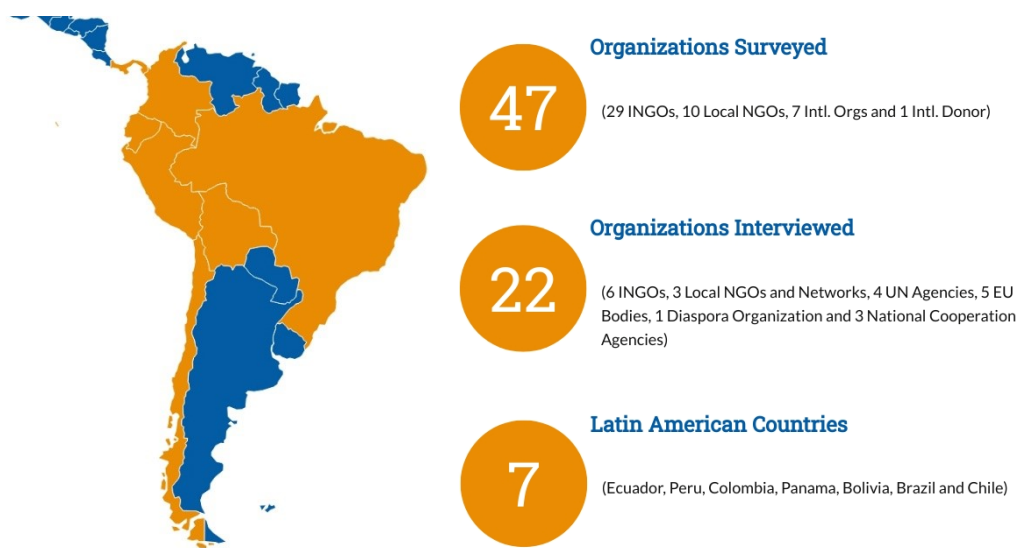 Organizations Surveyed
47
(29 INGOs, 10 Local NGOs, 7 Intl. Orgs and 1 Intl. Donor)
Organizations Interviewed
22
(6 INGOs, 3 Local NGOs and Networks, 4 UN Agencies, 5 EU
Bodies, 1 Diaspora Organization and 3 National Cooperation
Agencies)
Latin American Countries
7
(Ecuador, Peru, Colombia, Panama, Bolivia, Brazil and Chile)